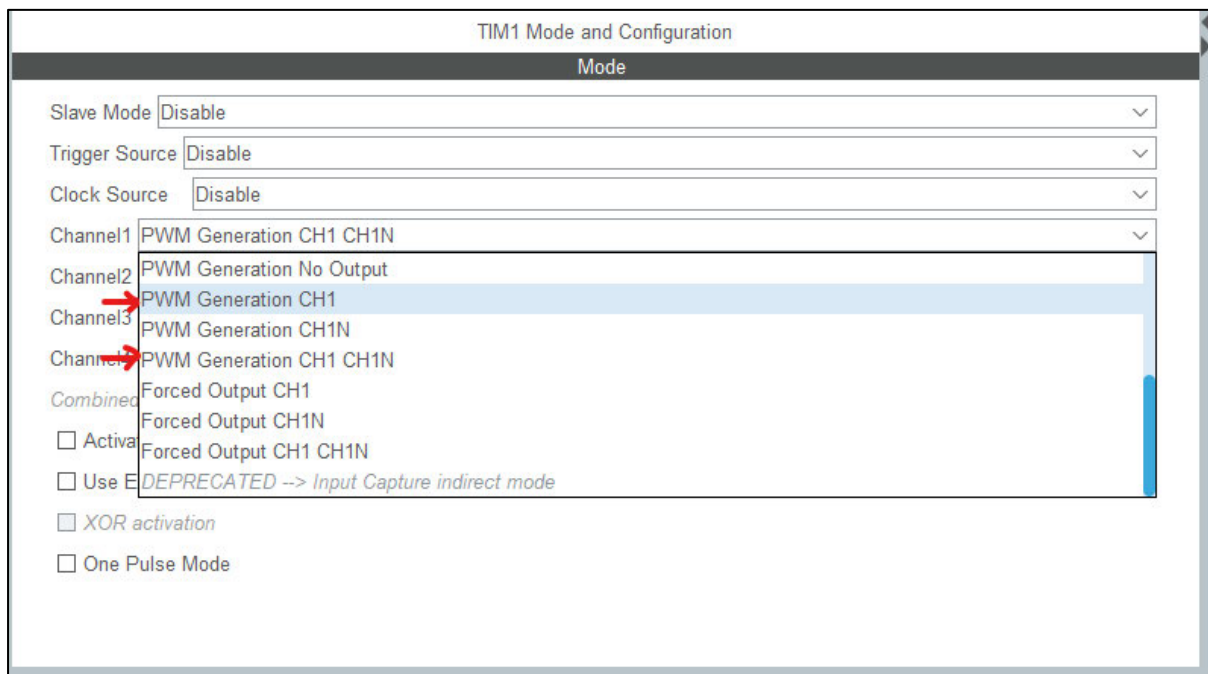 TIM1 Mode and Configuration
Mode
Slave Mode Disable
Trigger Source Disable
Clock Source Disable
Channel1 PWM Generation CH1 CH1N
Channel2 PWM Generation No Output
PWM Generation CH1
Channel3
PWM Generation CH1N
PWM Generation CH1 CH1N
Combined Forced Output CH1
Forced Output CH1N
Forced Output CH1 CH1N
Use E DEPRECATED --> Input Capture indirect mode
XOR activation
One Pulse Mode